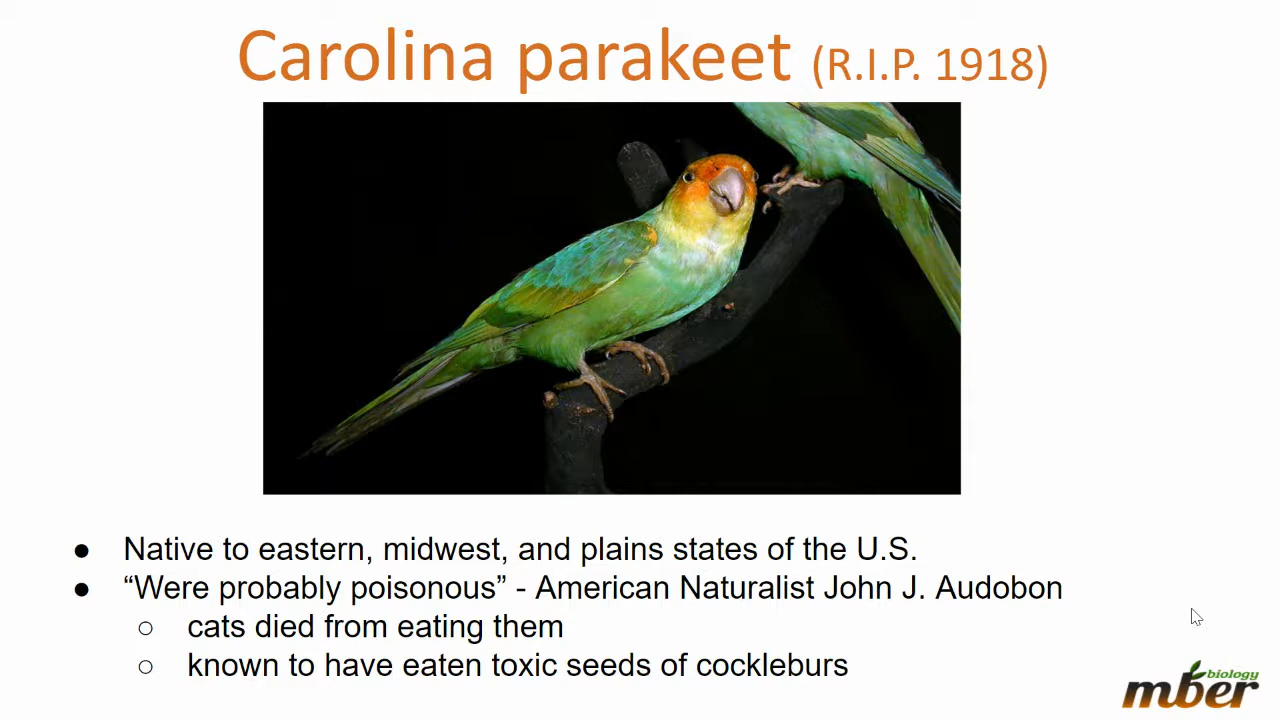 Carolina parakeet (R.I.P. 1918)
● Native to eastern, midwest, and plains states of the U.S.
● “Were probably poisonous” - American Naturalist John J. Audobon
○ cats died from eating them
○ known to have eaten toxic seeds of cockleburs
biology
mber